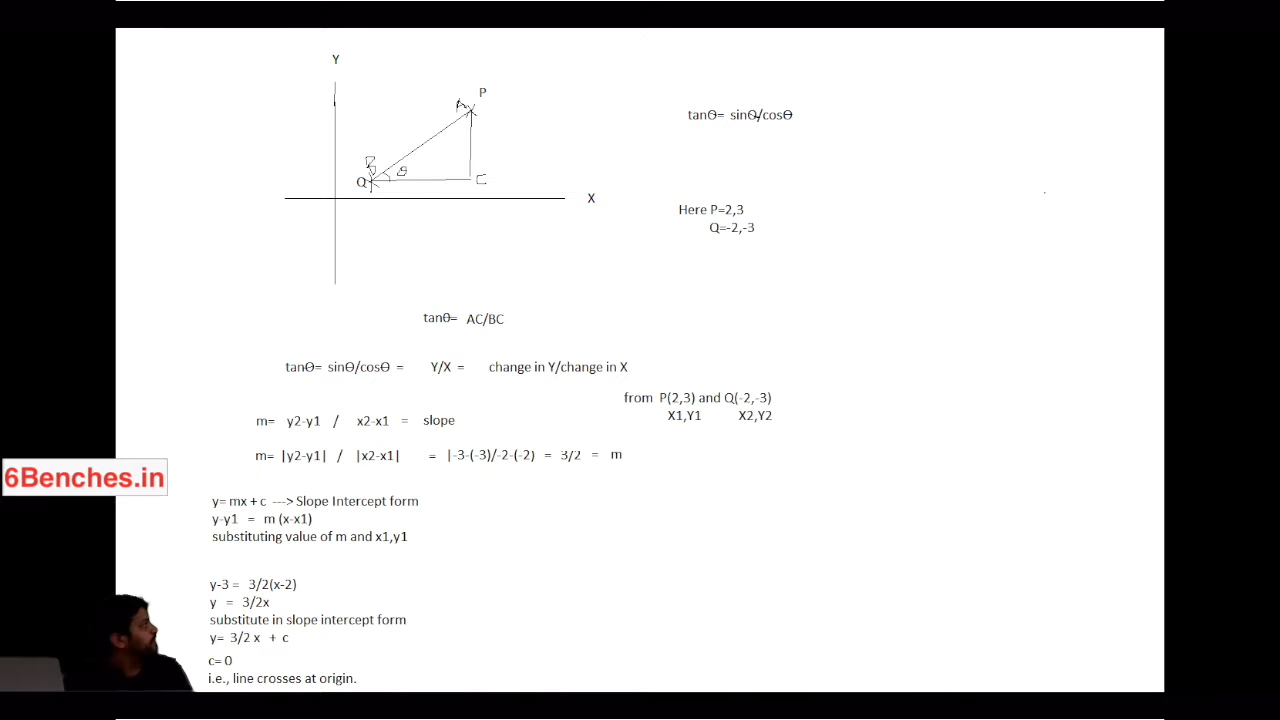 Y
P
A
tanΘ= sinΘ/cosΘ
B
θ
Q
C
X
Here P=2,3
Q=-2,-3
tanθ= AC/BC
tanΘ= sinΘ/cosΘ = Y/X = change in Y/change in X
from P(2,3) and Q(-2,-3)
X1,Y1 X2,Y2
m= y2-y1 / x2-x1 = slope
m= |y2-y1| / |x2-x1| = |-3-(-3)/-2-(-2) = 3/2 = m
6Benches.in
y= mx + c ---> Slope Intercept form
y-y1 = m (x-x1)
substituting value of m and x1,y1
y-3 = 3/2(x-2)
y = 3/2x
substitute in slope intercept form
y= 3/2 x + c
c= 0
i.e., line crosses at origin.